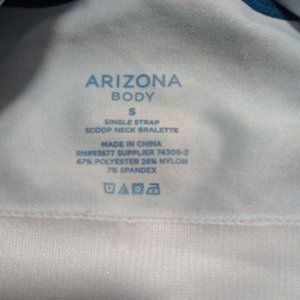 ARIZONA
BODY
S
SINGLE STRAP
SCOOP NECK BRALETTE
MADE IN CHINA
RN#93677 SUPPLIER 74306-2
67% POLYESTER 26% NYLON
7% SPANDEX